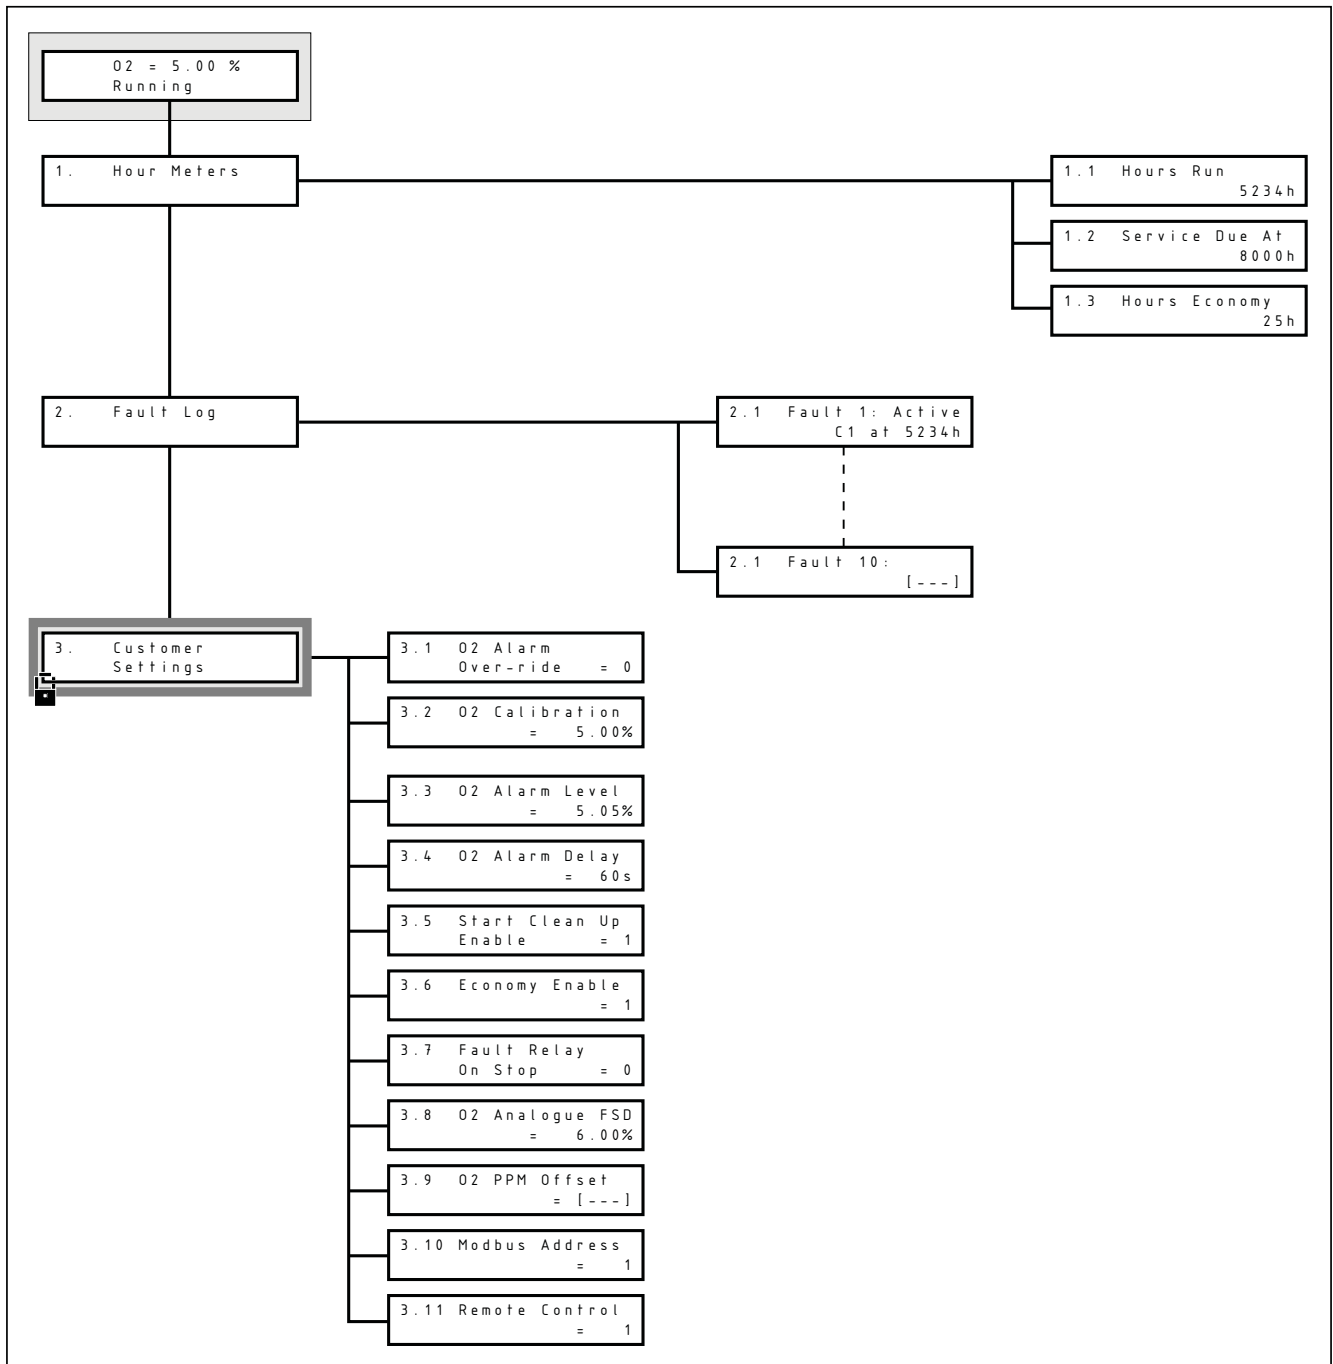 O2 = 5.00 %
Running
1. Hour Meters
1.1 Hours Run
5234h
1.2 Service Due At
8000h
1.3 Hours Economy
25h
2. Fault Log
2.1 Fault 1: Active
C1 at 5234h
2.1 Fault 10:
[---]
3. Customer
Settings
3.1 O2 Alarm
Over-ride = 0
3.2 O2 Calibration
= 5.00%
3.3 O2 Alarm Level
= 5.05%
3.4 O2 Alarm Delay
= 60s
3.5 Start Clean Up
Enable = 1
3.6 Economy Enable
= 1
3.7 Fault Relay
On Stop = 0
3.8 O2 Analogue FSD
= 6.00%
3.9 O2 PPM Offset
= [---]
3.10 Modbus Address
= 1
3.11 Remote Control
= 1